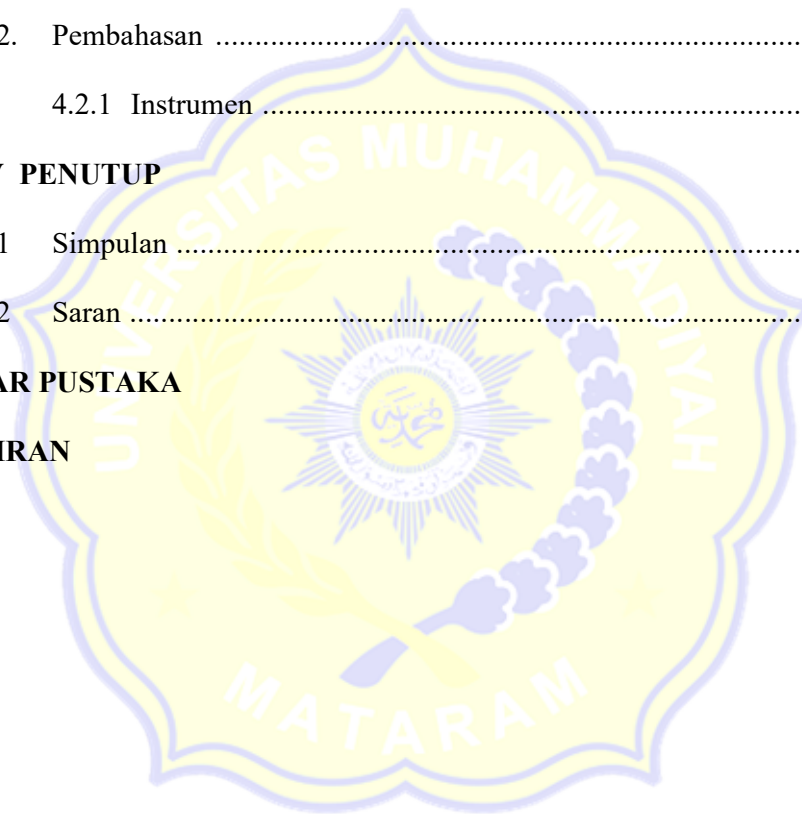 2. Pembahasan ........................................................................
4.2.1 Instrumen ..................................................................
V PENUTUP
1 Simpulan .............................................................................
2 Saran ...................................................................................
AR PUSTAKA
IRAN
UNIVERSITAS MUHAMMADIYAH
MATARAM